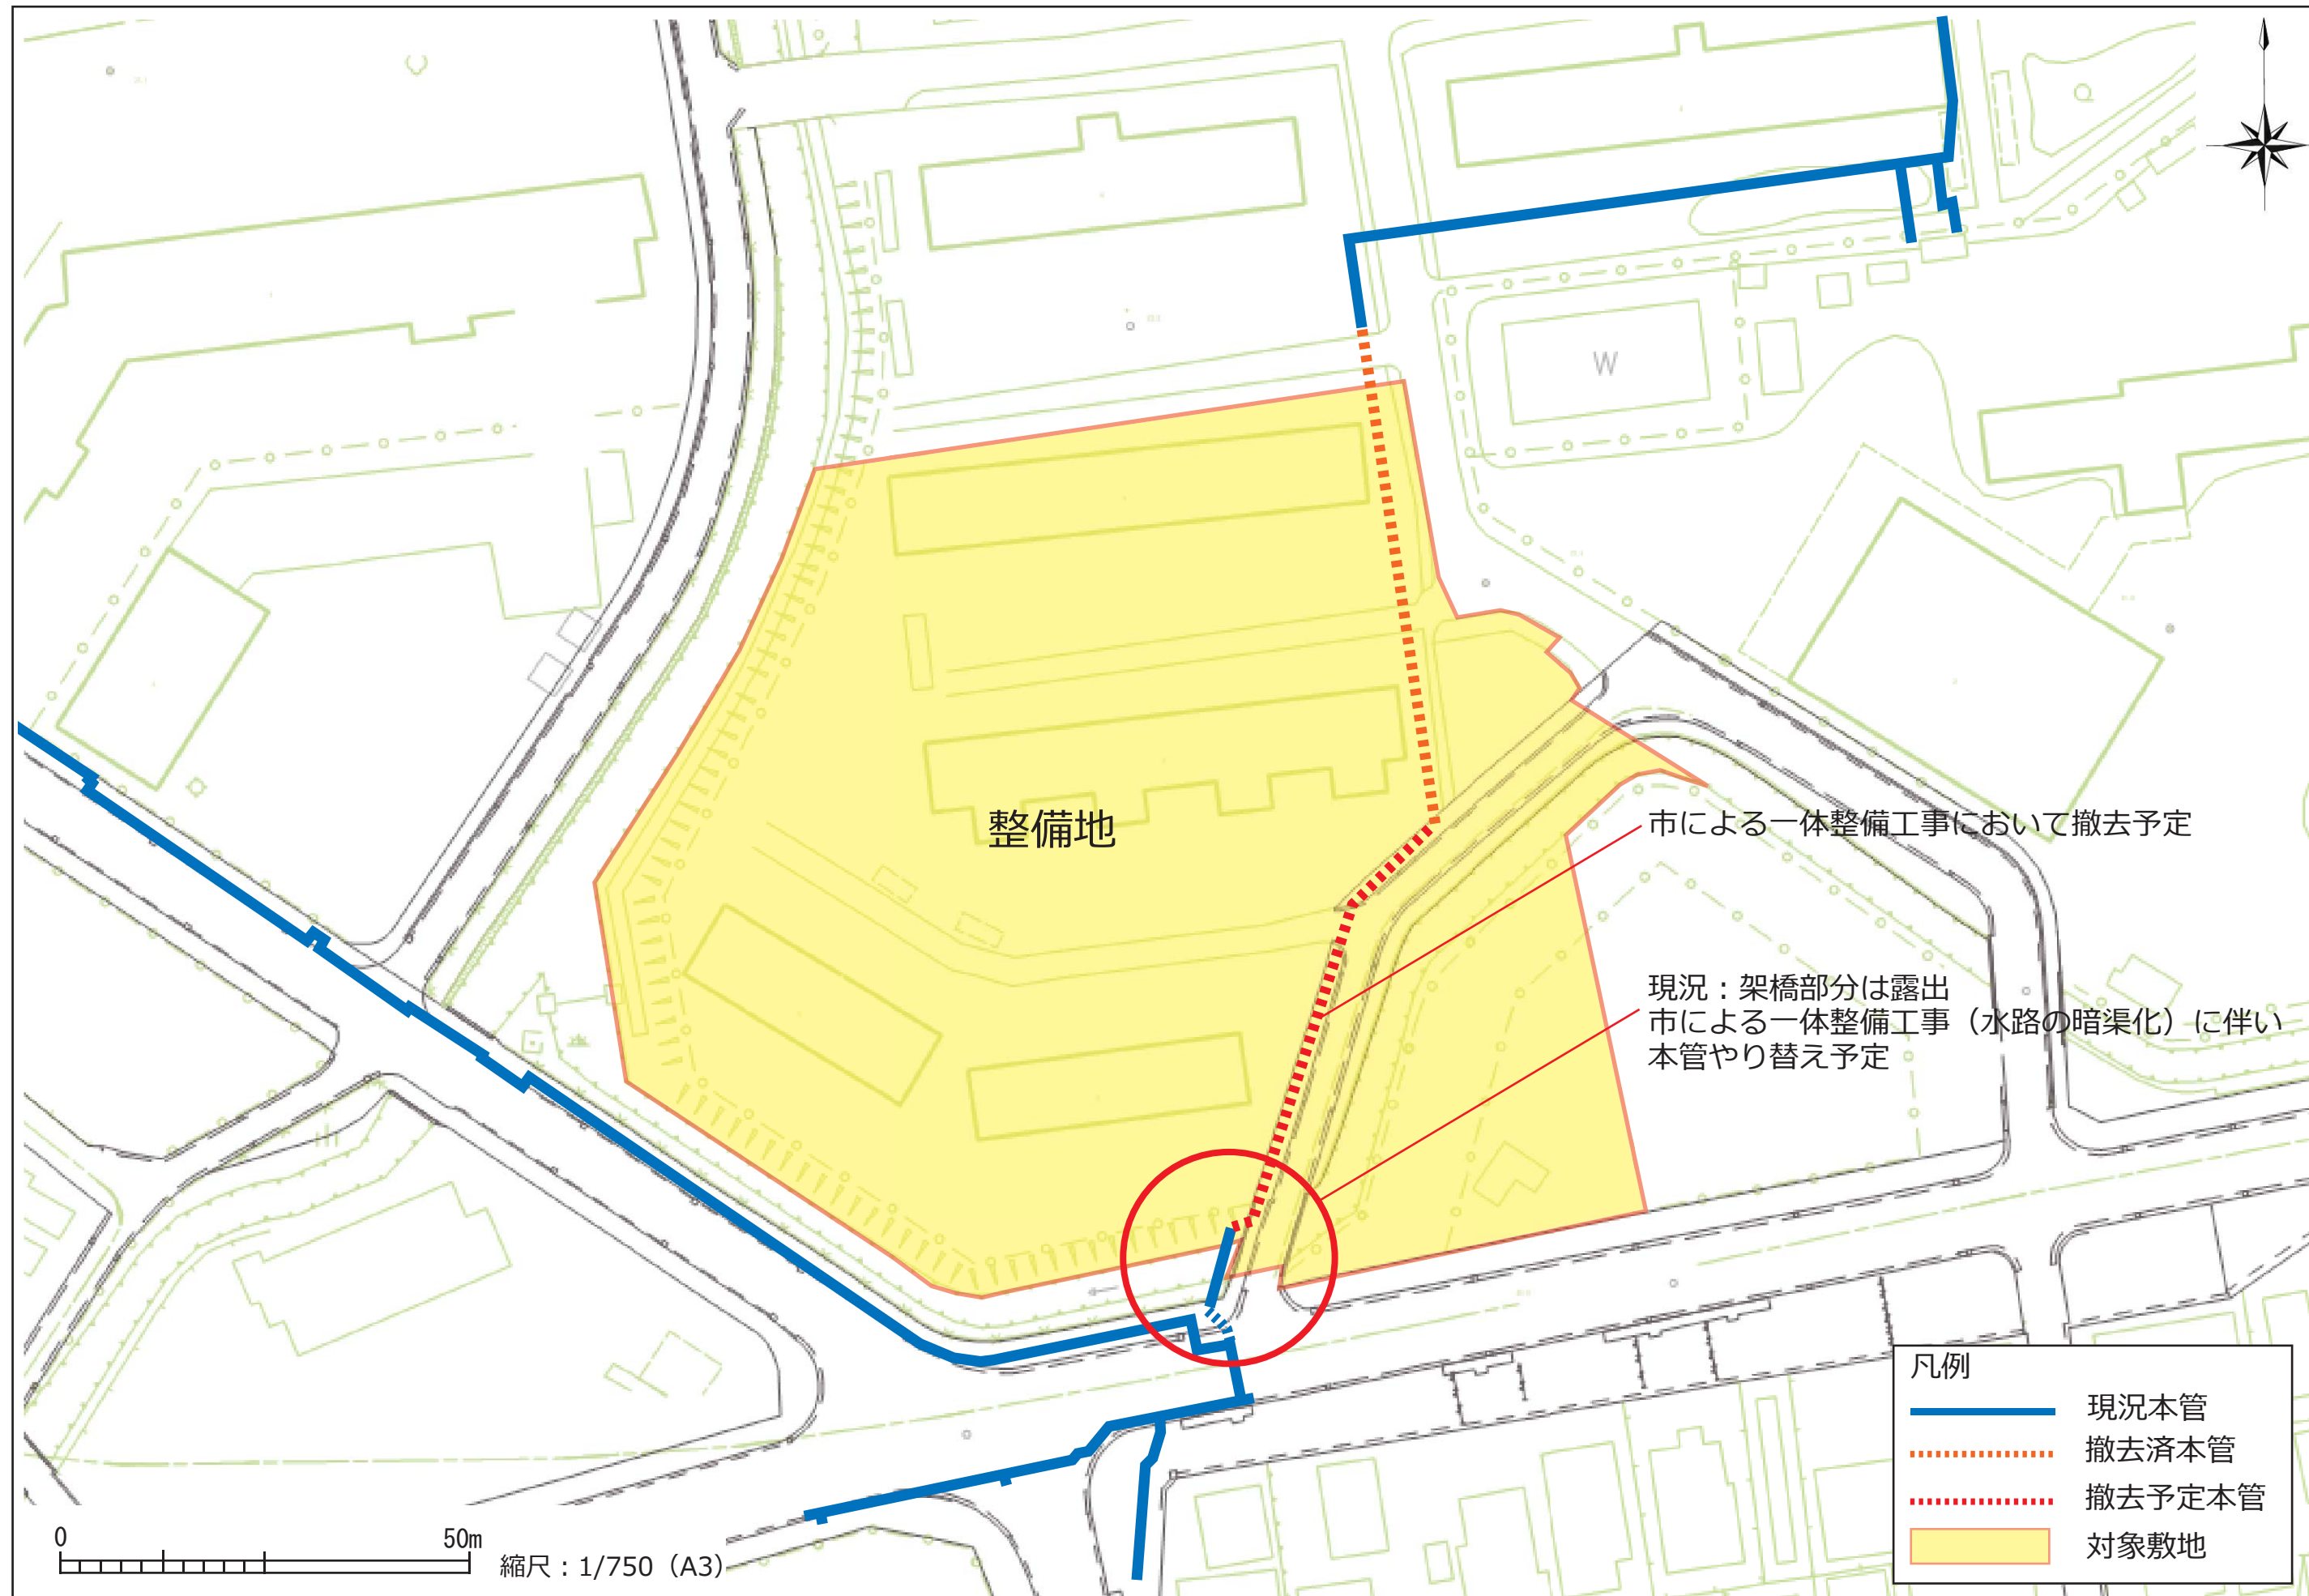 W
整備地
市による一体整備工事において撤去予定
現況：架橋部分は露出
市による一体整備工事（水路の暗渠化）に伴い
本管やり替え予定
凡例
現況本管
撤去済本管
撤去予定本管
対象敷地
0
50m
縮尺：1/750（A3）